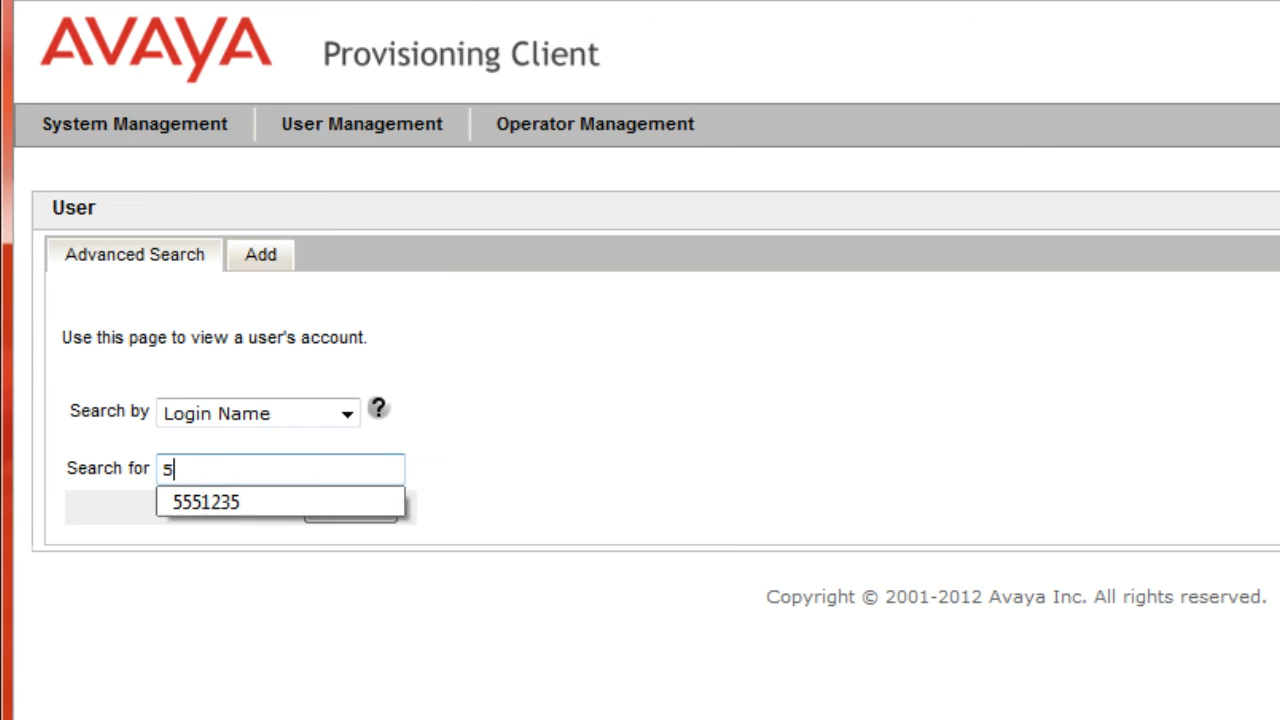 AVAYA Provisioning Client
System Management User Management Operator Management
User
Advanced Search Add
Use this page to view a user's account.
Search by Login Name ?
Search for 5
5551235
Copyright © 2001-2012 Avaya Inc. All rights reserved.